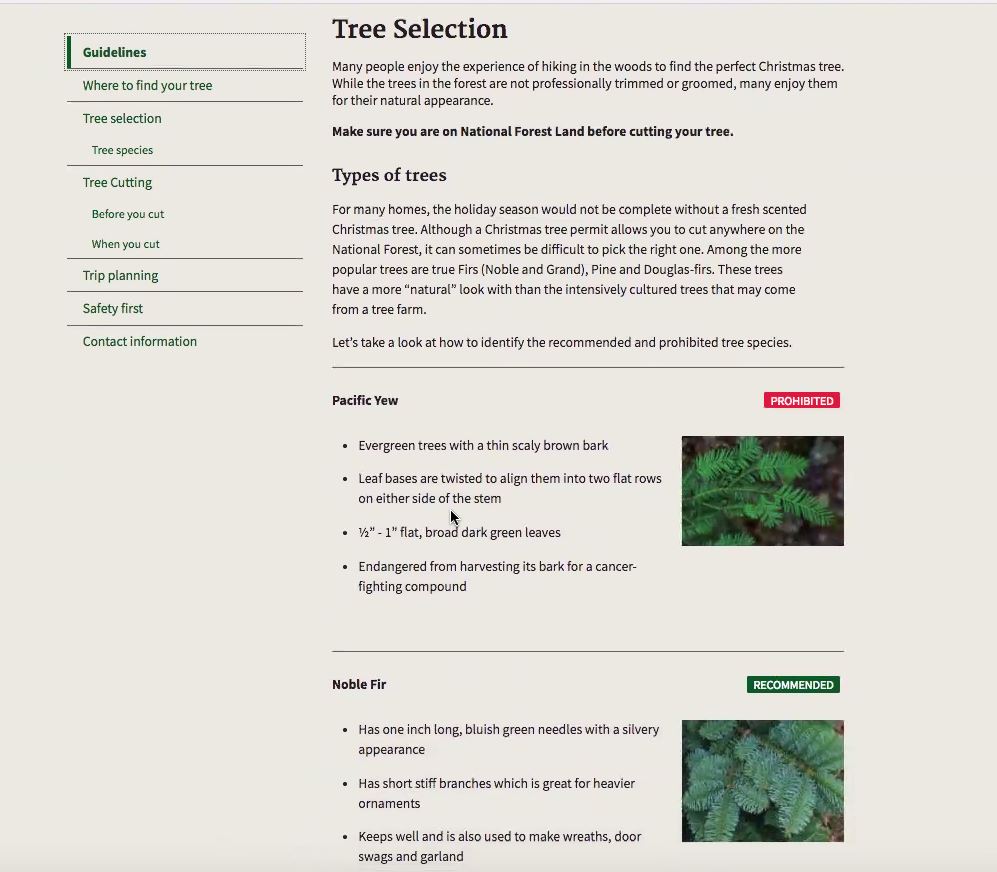 Guidelines
Where to find your tree
Tree selection
Tree species
Tree Cutting
Before you cut
When you cut
Trip planning
Safety first
Contact information
Tree Selection
Many people enjoy the experience of hiking in the woods to find the perfect Christmas tree.
While the trees in the forest are not professionally trimmed or groomed, many enjoy them
for their natural appearance.
Make sure you are on National Forest Land before cutting your tree.
Types of trees
For many homes, the holiday season would not be complete without a fresh scented
Christmas tree. Although a Christmas tree permit allows you to cut anywhere on the
National Forest, it can sometimes be difficult to pick the right one. Among the more
popular trees are true Firs (Noble and Grand), Pine and Douglas-firs. These trees
have a more “natural” look with than the intensively cultured trees that may come
from a tree farm.
Let’s take a look at how to identify the recommended and prohibited tree species.
Pacific Yew
PROHIBITED
• Evergreen trees with a thin scaly brown bark
• Leaf bases are twisted to align them into two flat rows
on either side of the stem
• ½” - 1” flat, broad dark green leaves
• Endangered from harvesting its bark for a cancer-
fighting compound
Noble Fir
RECOMMENDED
• Has one inch long, bluish green needles with a silvery
appearance
• Has short stiff branches which is great for heavier
ornaments
• Keeps well and is also used to make wreaths, door
swags and garland